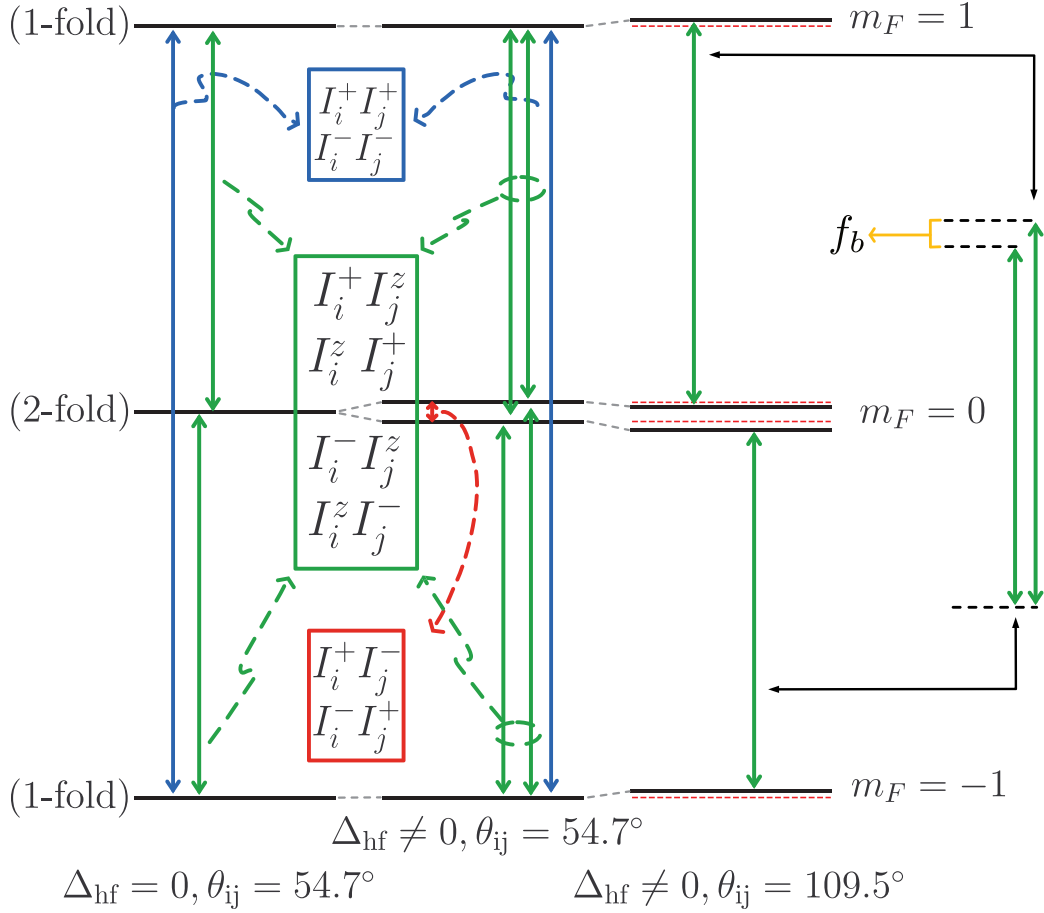 (1-fold)
m_F = 1
I_i^+ I_j^+
I_i^- I_j^-
f_b
I_i^+ I_j^z
I_i^z I_j^+
(2-fold)
m_F = 0
I_i^- I_j^z
I_i^z I_j^-
I_i^+ I_j^-
I_i^- I_j^+
(1-fold)
m_F = −1
Δ_hf ≠ 0, θ_ij = 54.7°
Δ_hf = 0, θ_ij = 54.7°
Δ_hf ≠ 0, θ_ij = 109.5°